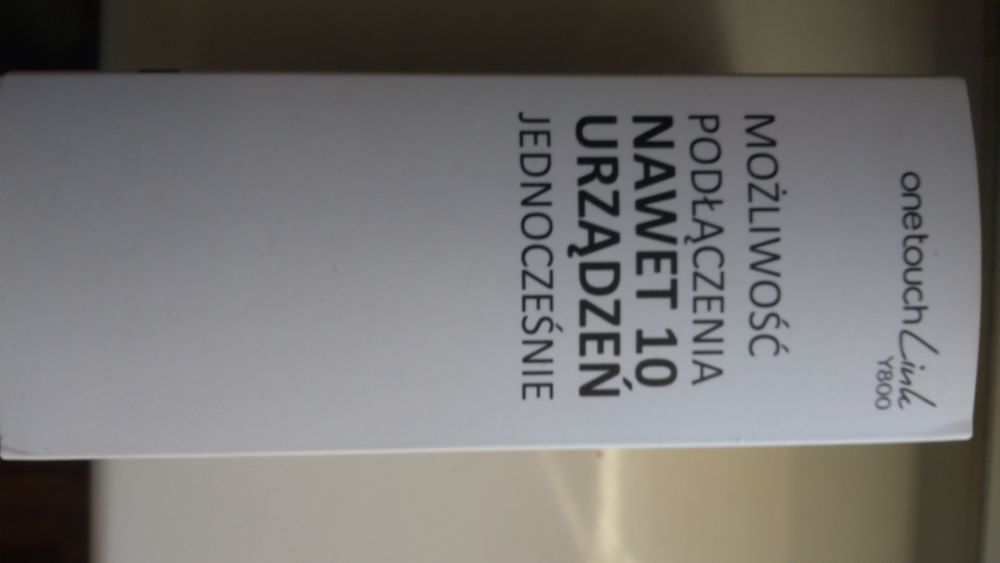 onetouch Link
Y800
MOŻLIWOŚĆ
PODŁĄCZENIA
NAWET 10
URZĄDZEŃ
JEDNOCZEŚNIE